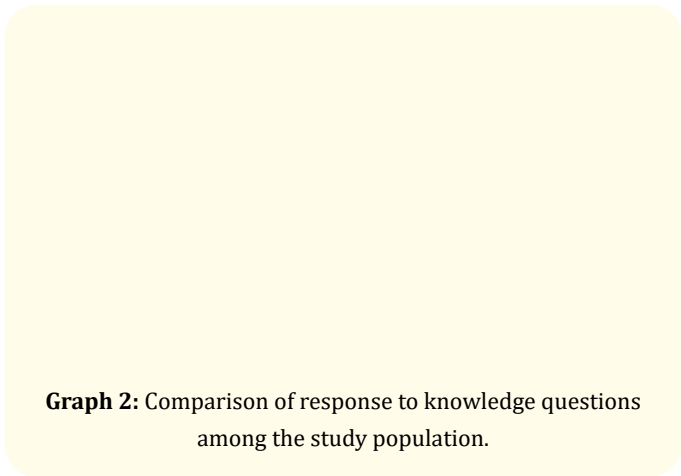 Graph 2: Comparison of response to knowledge questions
among the study population.